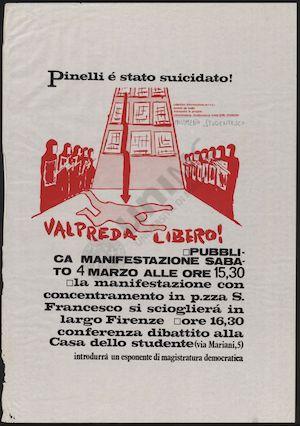 Pinelli é stato suicidato!
VALPREDA LIBERO!
□PUBBLI-
CA MANIFESTAZIONE SABA-
TO 4 MARZO ALLE ORE 15,30
□la manifestazione con
concentramento in p.zza S.
Francesco si scioglierá in
largo Firenze □ore 16,30
conferenza dibattito alla
Casa dello studente (via Mariani,5)
introdurrá un esponente di magistratura democratica